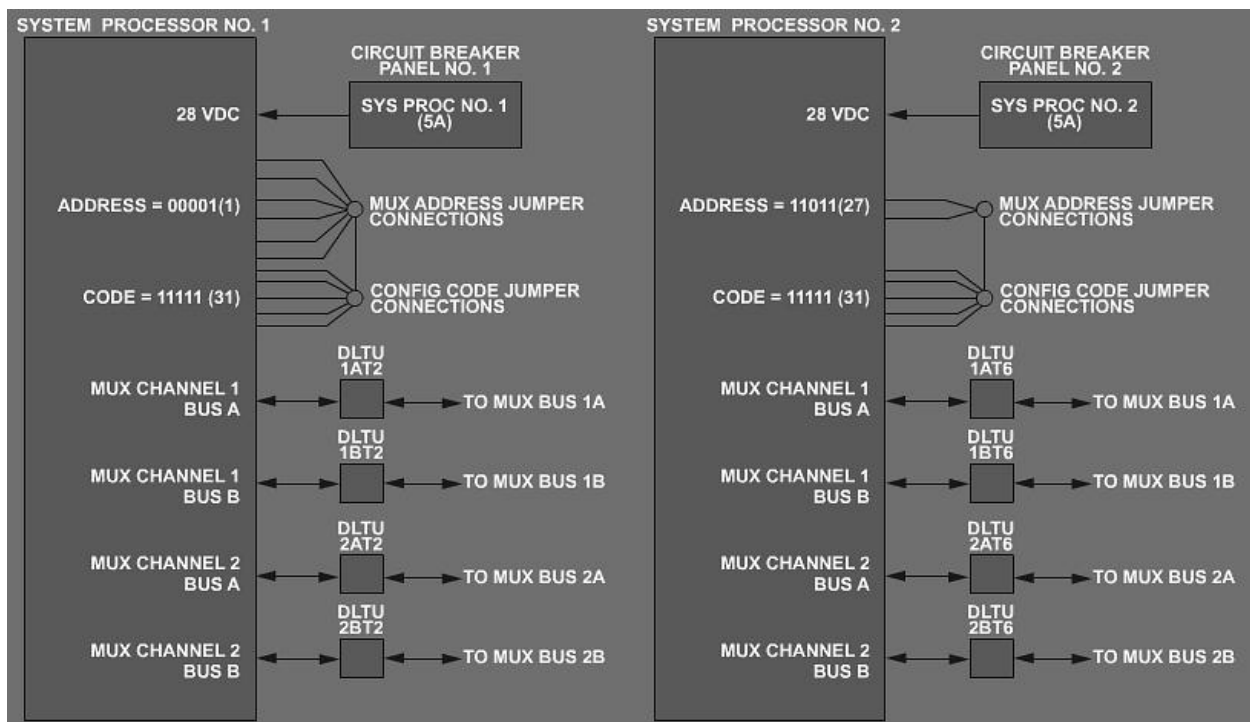 SYSTEM PROCESSOR NO. 1
CIRCUIT BREAKER
PANEL NO. 1
28 VDC
SYS PROC NO. 1
(5A)
ADDRESS = 00001(1)
MUX ADDRESS JUMPER
CONNECTIONS
CODE = 11111 (31)
CONFIG CODE JUMPER
CONNECTIONS
DLTU
1AT2
MUX CHANNEL 1
BUS A
TO MUX BUS 1A
DLTU
1BT2
MUX CHANNEL 1
BUS B
TO MUX BUS 1B
DLTU
2AT2
MUX CHANNEL 2
BUS A
TO MUX BUS 2A
DLTU
2BT2
MUX CHANNEL 2
BUS B
TO MUX BUS 2B
SYSTEM PROCESSOR NO. 2
CIRCUIT BREAKER
PANEL NO. 2
28 VDC
SYS PROC NO. 2
(5A)
ADDRESS = 11011(27)
MUX ADDRESS JUMPER
CONNECTIONS
CODE = 11111 (31)
CONFIG CODE JUMPER
CONNECTIONS
DLTU
1AT6
MUX CHANNEL 1
BUS A
TO MUX BUS 1A
DLTU
1BT6
MUX CHANNEL 1
BUS B
TO MUX BUS 1B
DLTU
2AT6
MUX CHANNEL 2
BUS A
TO MUX BUS 2A
DLTU
2BT6
MUX CHANNEL 2
BUS B
TO MUX BUS 2B